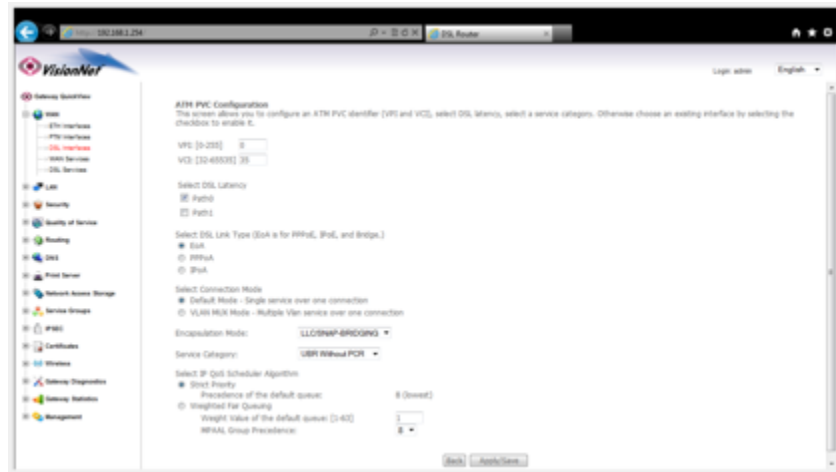 http://192.168.1.254/
DSL Router
VisionNet
Login: admin
English
Gateway QuickView
WAN
ETH Interfaces
PTM Interfaces
DSL Interfaces
WAN Services
DSL Services
LAN
Security
Quality of Service
Routing
DNS
Print Server
Network Access Storage
Service Groups
IPSEC
Certificates
Wireless
Gateway Diagnostics
Gateway Statistics
Management
ATM PVC Configuration
This screen allows you to configure an ATM PVC identifier (VPI and VCI), select DSL latency, select a service category. Otherwise choose an existing interface by selecting the
checkbox to enable it.
VPI: [0-255] 0
VCI: [32-65535] 35
Select DSL Latency
Path0
Path1
Select DSL Link Type (EoA is for PPPoE, IPoE, and Bridge.)
EoA
PPPoA
IPoA
Select Connection Mode
Default Mode - Single service over one connection
VLAN MUX Mode - Multiple Vlan service over one connection
Encapsulation Mode: LLC/SNAP-BRIDGING
Service Category: UBR Without PCR
Select IP QoS Scheduler Algorithm
Strict Priority
Precedence of the default queue: 8 (lowest)
Weighted Fair Queuing
Weight Value of the default queue: [1-63] 1
MPAAL Group Precedence: 8
Back Apply/Save